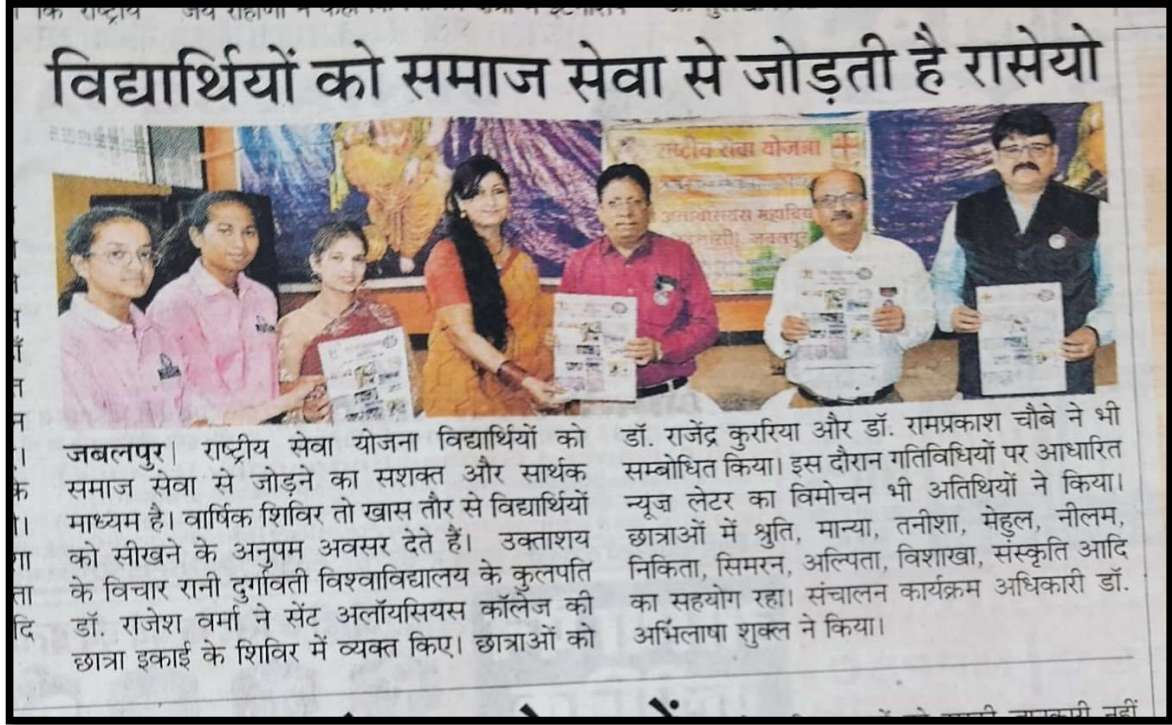 विद्यार्थियों को समाज सेवा से जोड़ती है रासेयो
राष्ट्रीय सेवा योजना
जबलपुर
जबलपुर। राष्ट्रीय सेवा योजना विद्यार्थियों को
समाज सेवा से जोड़ने का सशक्त और सार्थक
माध्यम है। वार्षिक शिविर तो खास तौर से विद्यार्थियों
को सीखने के अनुपम अवसर देते हैं। उक्ताशय
के विचार रानी दुर्गावती विश्वाविद्यालय के कुलपति
डॉ. राजेश वर्मा ने सेंट अलॉयसियस कॉलेज की
छात्रा इकाई के शिविर में व्यक्त किए। छात्राओं को
डॉ. राजेंद्र कुररिया और डॉ. रामप्रकाश चौबे ने भी
सम्बोधित किया। इस दौरान गतिविधियों पर आधारित
न्यूज लेटर का विमोचन भी अतिथियों ने किया।
छात्राओं में श्रुति, मान्या, तनीशा, मेहुल, नीलम,
निकिता, सिमरन, अल्पिता, विशाखा, संस्कृति आदि
का सहयोग रहा। संचालन कार्यक्रम अधिकारी डॉ.
अभिलाषा शुक्ल ने किया।